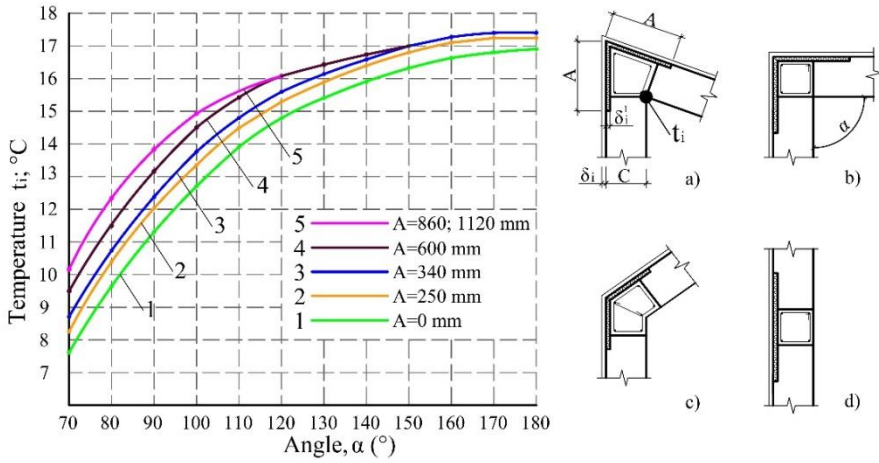 18
17
16
15
14
13
12
11
10
9
8
7
Temperature tᵢ; °C
1
2
3
4
5
5 A=860; 1120 mm
4 A=600 mm
3 A=340 mm
2 A=250 mm
1 A=0 mm
70 80 90 100 110 120 130 140 150 160 170 180
Angle, α (°)
A
A
δ¹ᵢ
tᵢ
δᵢ C
a)
α
b)
c)
d)